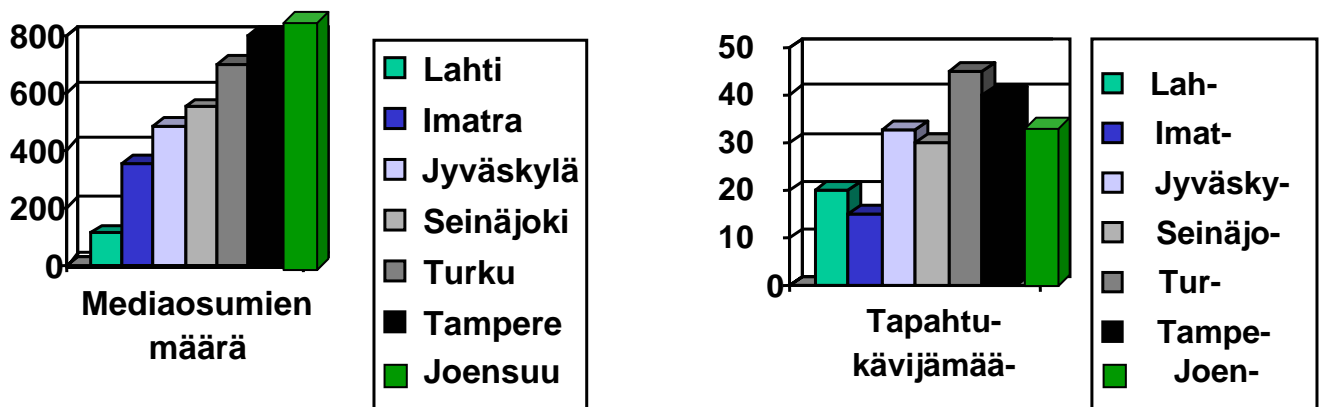 800
600
400
200
0
Mediaosumien
määrä
Lahti
Imatra
Jyväskylä
Seinäjoki
Turku
Tampere
Joensuu
50
40
30
20
10
0
Tapahtu-
kävijämää-
Lah-
Imat-
Jyväsky-
Seinäjo-
Tur-
Tampe-
Joen-